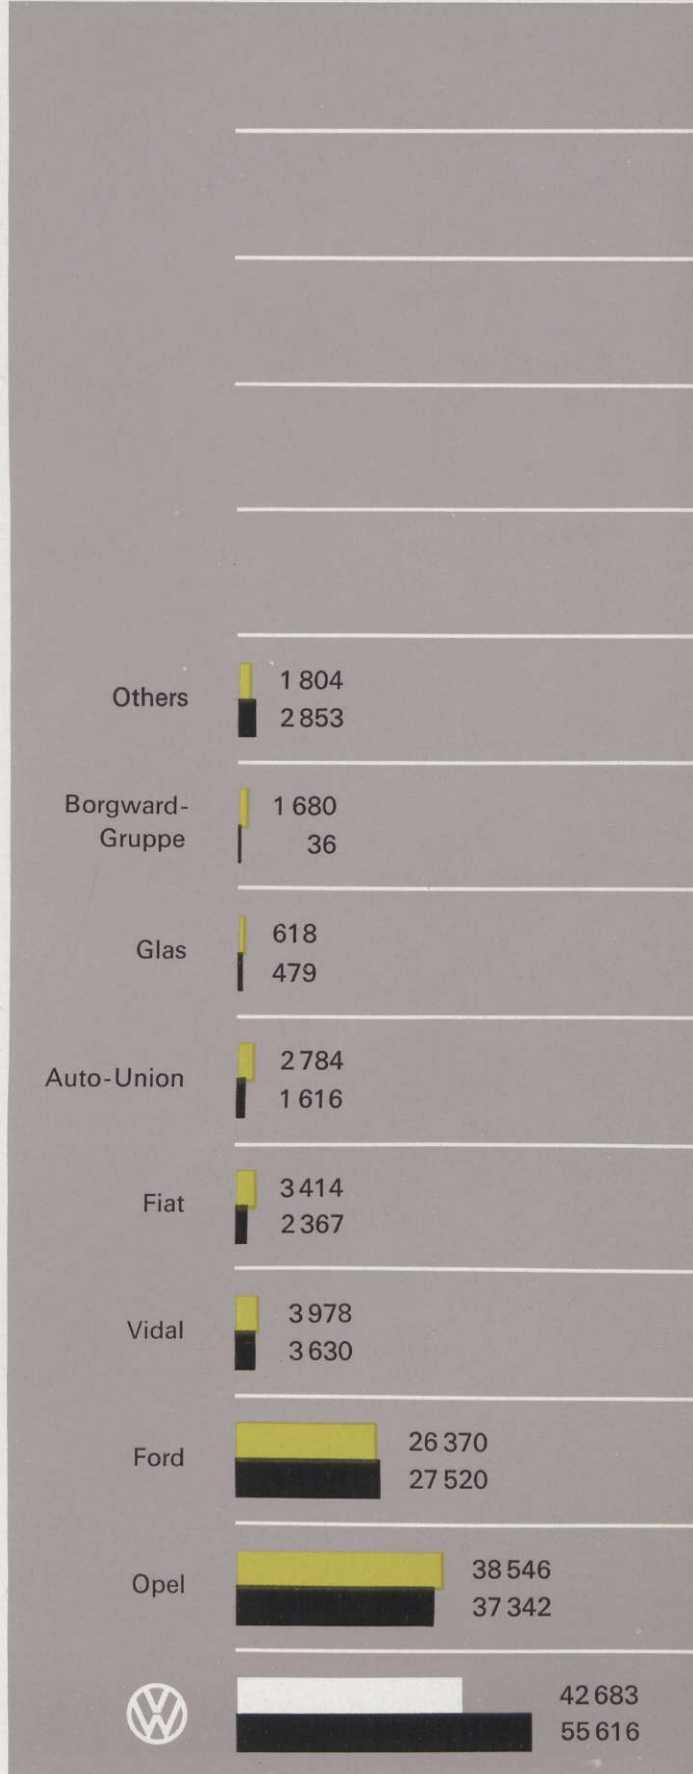 Others
1 804
2 853
Borgward-
Gruppe
1 680
36
Glas
618
479
Auto-Union
2 784
1 616
Fiat
3 414
2 367
Vidal
3 978
3 630
Ford
26 370
27 520
Opel
38 546
37 342
VW
42 683
55 616